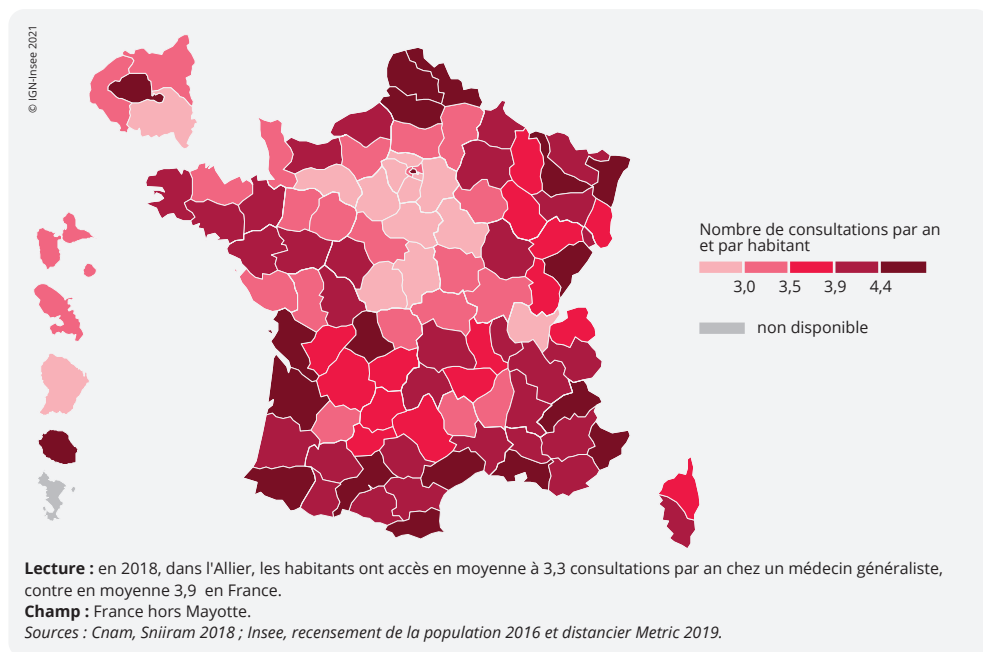 © IGN-Insee 2021
Nombre de consultations par an
et par habitant
3,0 3,5 3,9 4,4
non disponible
Lecture : en 2018, dans l'Allier, les habitants ont accès en moyenne à 3,3 consultations par an chez un médecin généraliste,
contre en moyenne 3,9 en France.
Champ : France hors Mayotte.
Sources : Cnam, Sniiram 2018 ; Insee, recensement de la population 2016 et distancier Metric 2019.